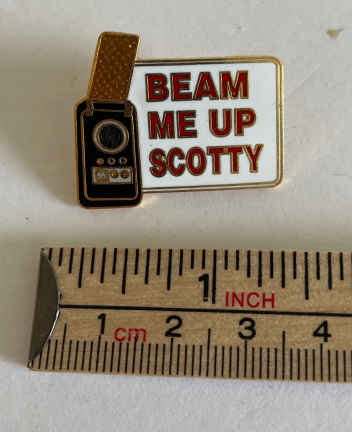 BEAM
ME UP
SCOTTY
1
INCH
1 cm 2 3 4